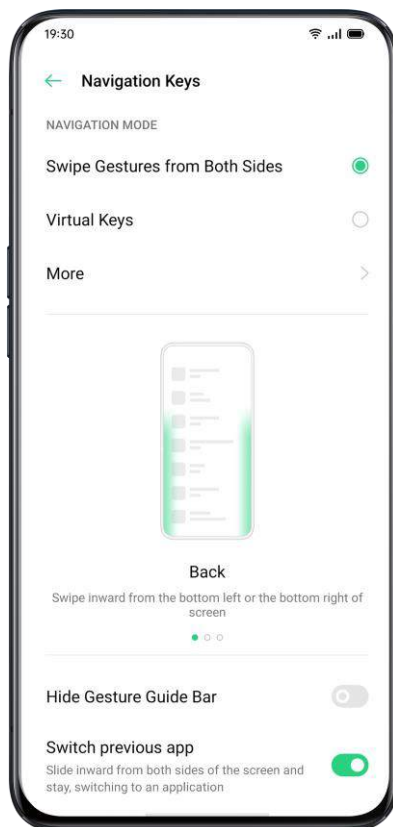 19:30
Navigation Keys
NAVIGATION MODE
Swipe Gestures from Both Sides
Virtual Keys
More
Back
Swipe inward from the bottom left or the bottom right of
screen
Hide Gesture Guide Bar
Switch previous app
Slide inward from both sides of the screen and
stay, switching to an application